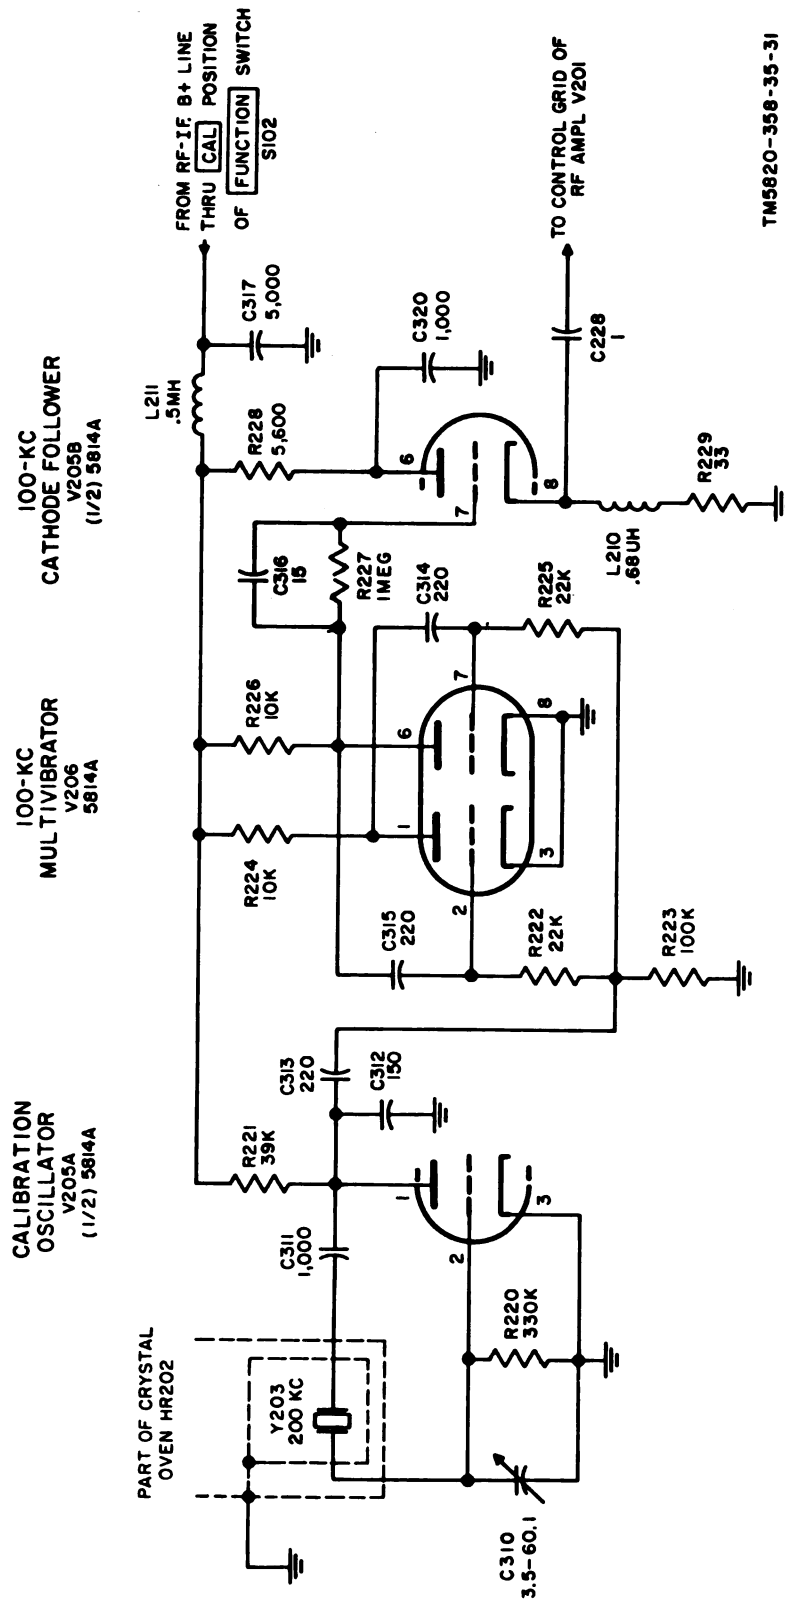 CALIBRATION
OSCILLATOR
V205A
(1/2) 5814A
100-KC
MULTIVIBRATOR
V206
5814A
100-KC
CATHODE FOLLOWER
V205B
(1/2) 5814A
FROM RF-IF. B+ LINE
THRU CAL POSITION
OF FUNCTION SWITCH
S102
PART OF CRYSTAL
OVEN HR202
Y203
200 KC
C311
1,000
R221
39K
C313
220
C312
150
1
2
3
R220
330K
C310
3.5-60.1
R224
10K
R226
10K
C315
220
1
6
2
7
3
8
R222
22K
R223
100K
C316
15
R227
1MEG
C314
220
R225
22K
L211
.5MH
R228
5,600
C317
5,000
C320
1,000
6
7
8
L210
.68UH
R229
33
C228
1
TO CONTROL GRID OF
RF AMPL V201
TM5820-358-35-31